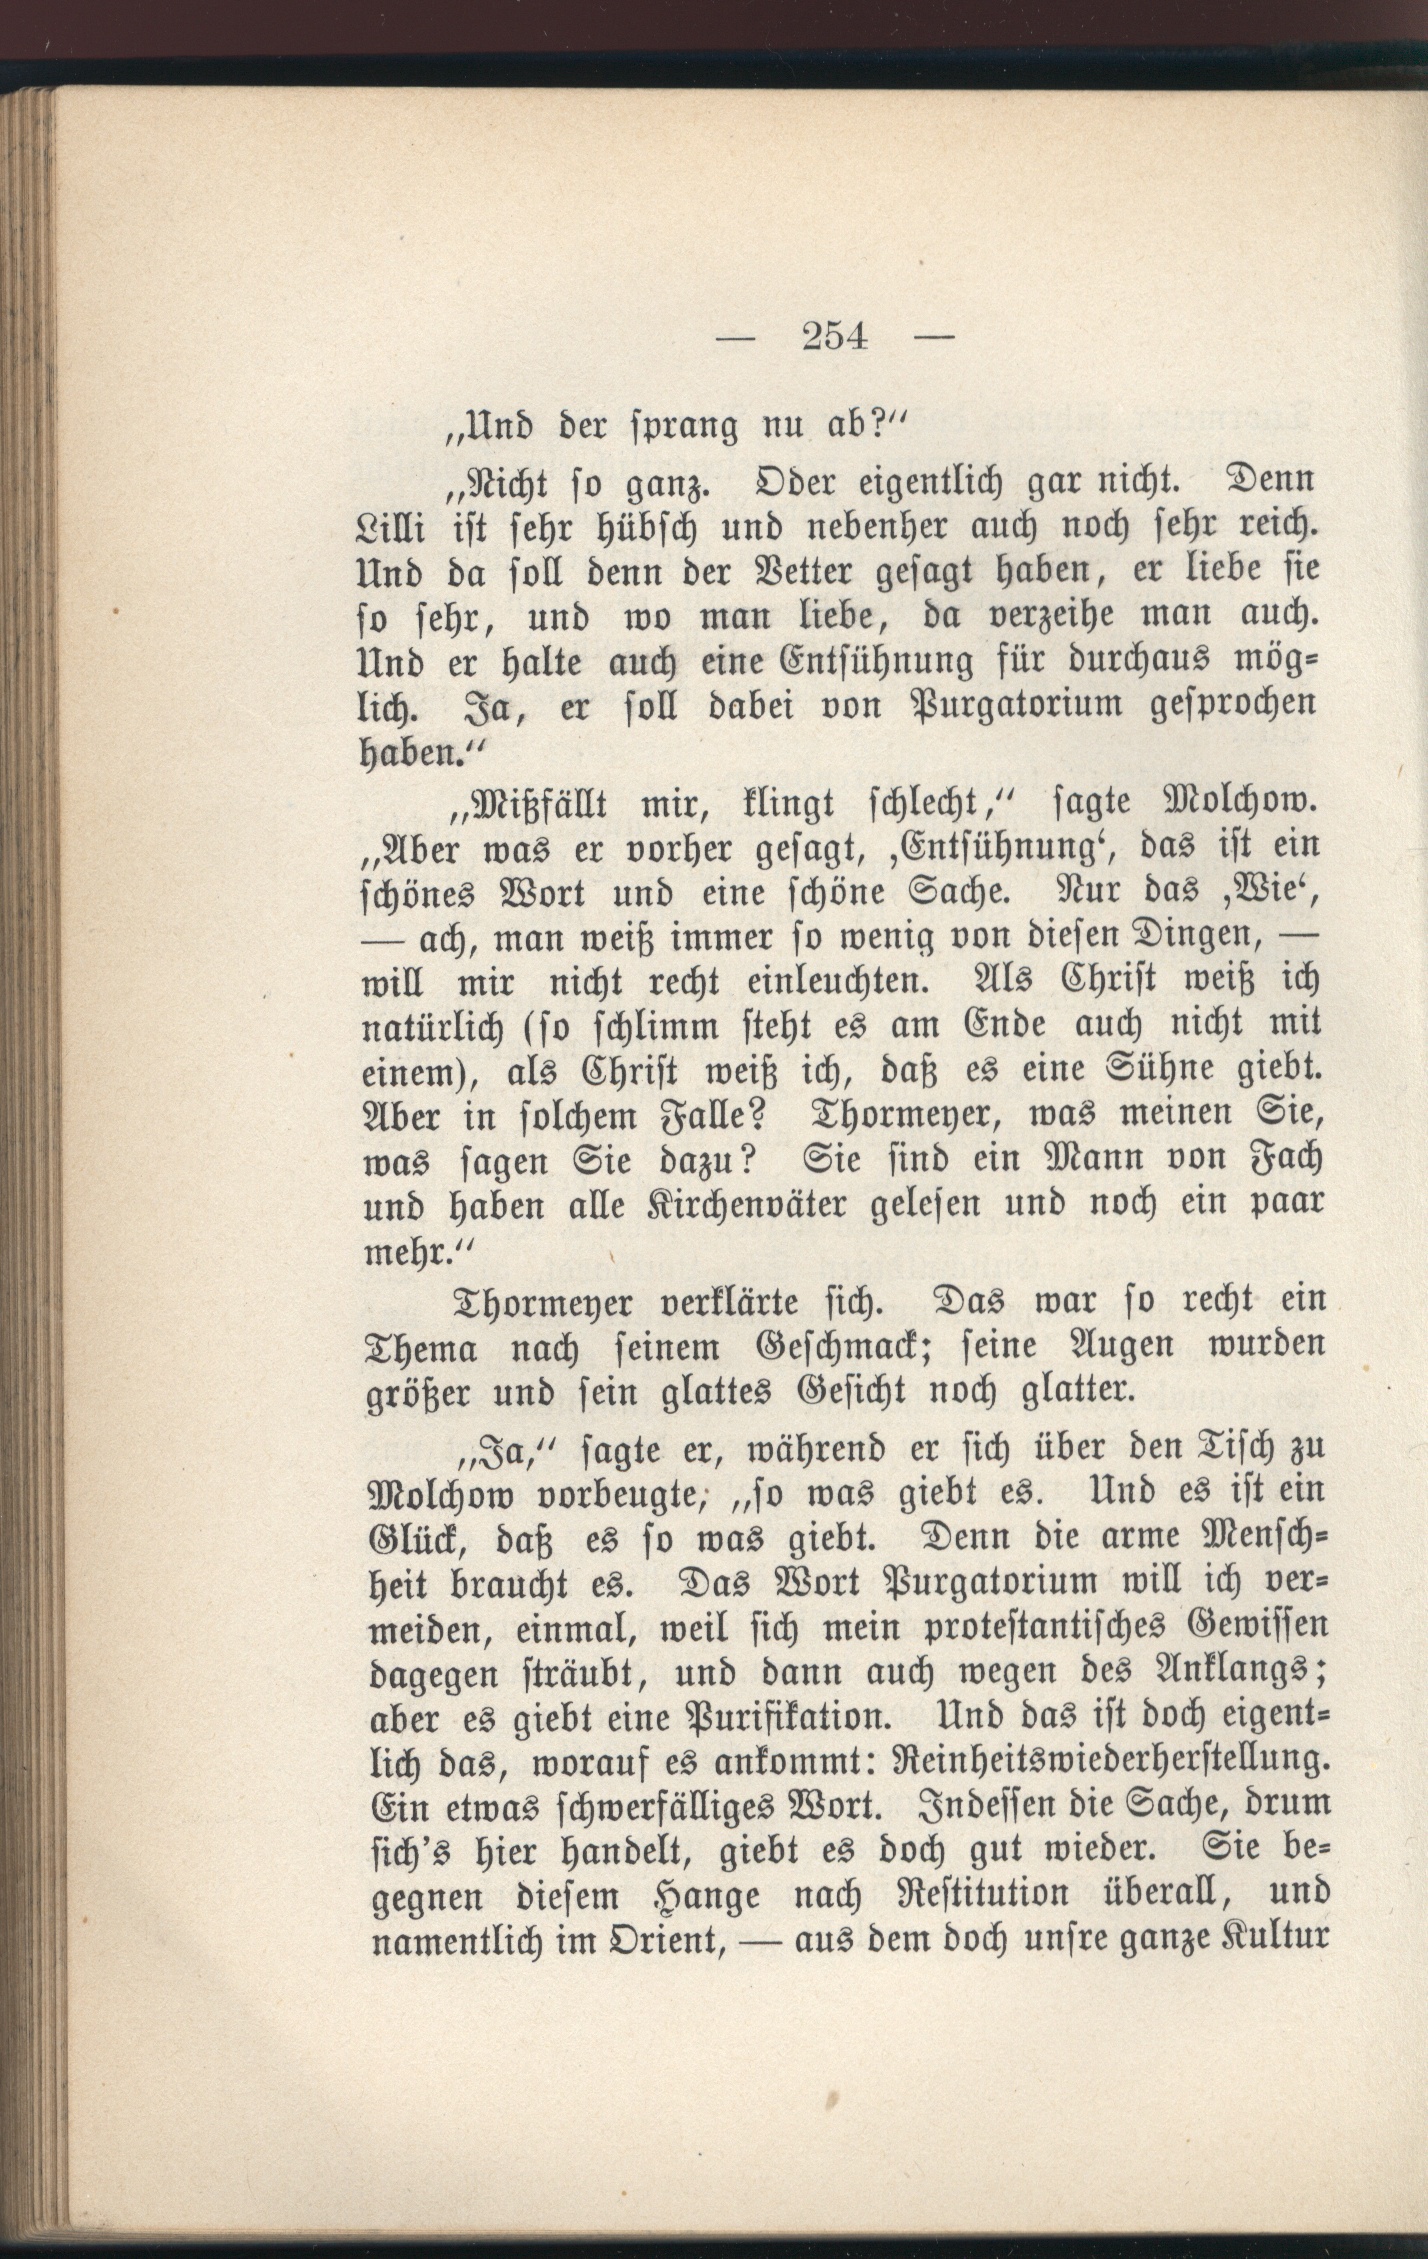 — 254 —
„Und der sprang nu ab?“
„Nicht so ganz. Oder eigentlich gar nicht. Denn
Lilli ist sehr hübsch und nebenher auch noch sehr reich.
Und da soll denn der Vetter gesagt haben, er liebe sie
so sehr, und wo man liebe, da verzeihe man auch.
Und er halte auch eine Entsühnung für durchaus mög-
lich. Ja, er soll dabei von Purgatorium gesprochen
haben.“
„Mißfällt mir, klingt schlecht,“ sagte Molchow.
„Aber was er vorher gesagt, ‚Entsühnung‘, das ist ein
schönes Wort und eine schöne Sache. Nur das ‚Wie‘,
— ach, man weiß immer so wenig von diesen Dingen, —
will mir nicht recht einleuchten. Als Christ weiß ich
natürlich (so schlimm steht es am Ende auch nicht mit
einem), als Christ weiß ich, daß es eine Sühne giebt.
Aber in solchem Falle? Thormeyer, was meinen Sie,
was sagen Sie dazu? Sie sind ein Mann von Fach
und haben alle Kirchenväter gelesen und noch ein paar
mehr.“
Thormeyer verklärte sich. Das war so recht ein
Thema nach seinem Geschmack; seine Augen wurden
größer und sein glattes Gesicht noch glatter.
„Ja,“ sagte er, während er sich über den Tisch zu
Molchow vorbeugte, „so was giebt es. Und es ist ein
Glück, daß es so was giebt. Denn die arme Mensch-
heit braucht es. Das Wort Purgatorium will ich ver-
meiden, einmal, weil sich mein protestantisches Gewissen
dagegen sträubt, und dann auch wegen des Anklangs;
aber es giebt eine Purifikation. Und das ist doch eigent-
lich das, worauf es ankommt: Reinheitswiederherstellung.
Ein etwas schwerfälliges Wort. Indessen die Sache, drum
sich's hier handelt, giebt es doch gut wieder. Sie be-
gegnen diesem Hange nach Restitution überall, und
namentlich im Orient, — aus dem doch unsre ganze Kultur